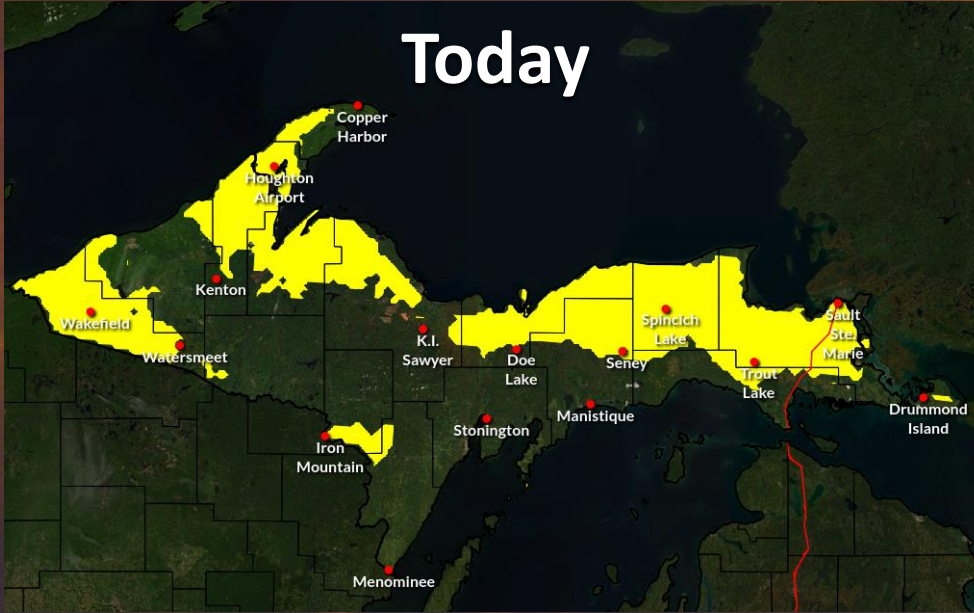 Today
Copper
Harbor
Houghton
Airport
Kenton
Wakefield
Watersmeet
K.I.
Sawyer
Doe
Lake
Seney
Spincich
Lake
Trout
Lake
Sault
Ste.
Marie
Drummond
Island
Manistique
Stonington
Iron
Mountain
Menominee